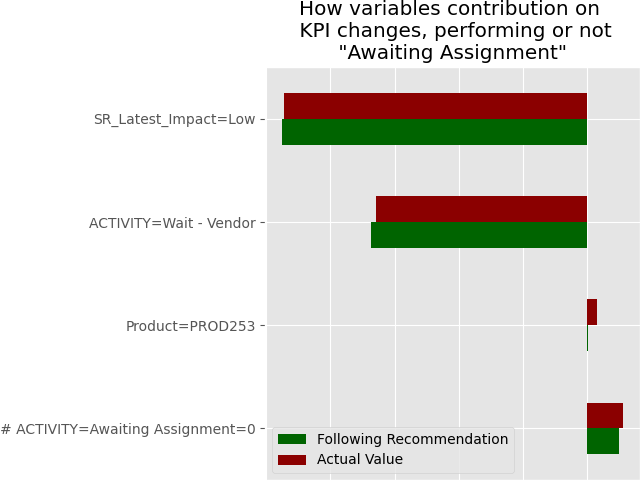 How variables contribution on
KPI changes, performing or not
"Awaiting Assignment"
SR_Latest_Impact=Low
ACTIVITY=Wait - Vendor
Product=PROD253
# ACTIVITY=Awaiting Assignment=0
Following Recommendation
Actual Value